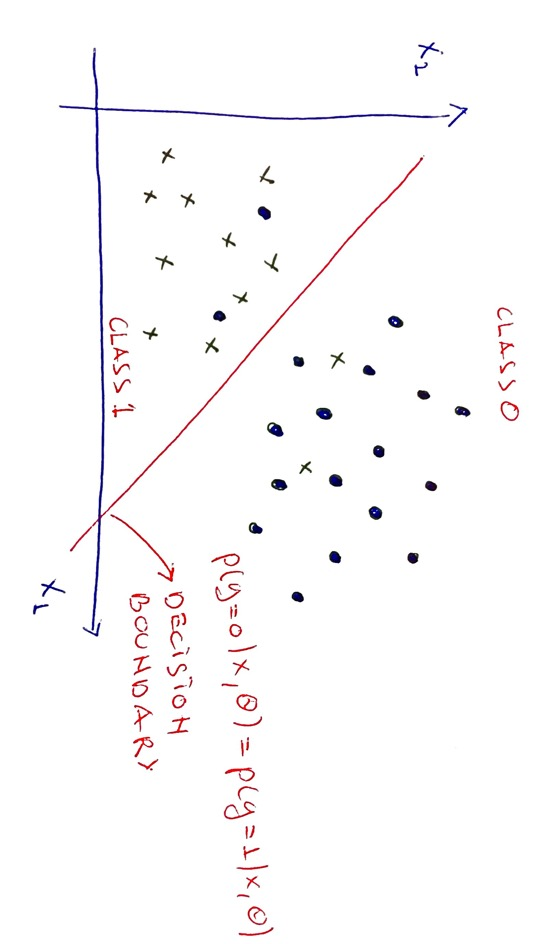 x₂
CLASS 0
CLASS 1
x₁
DECISION
BOUNDARY
p(y=0|x,θ) = p(y=1|x,θ)